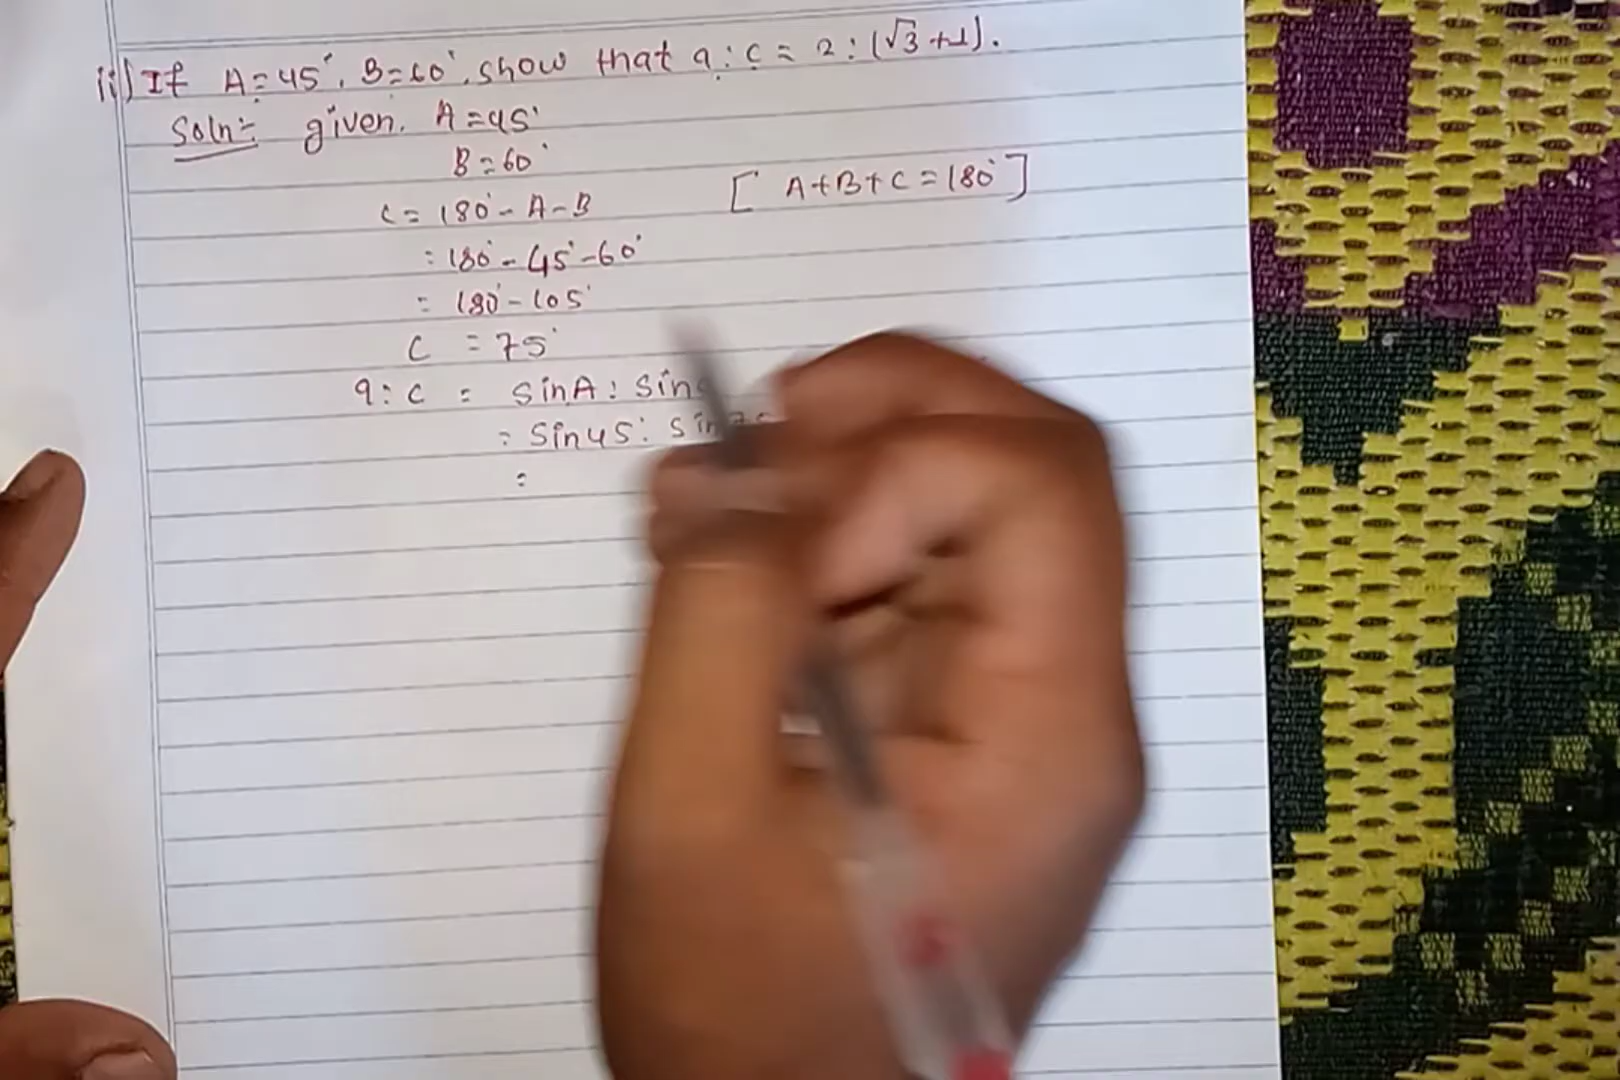 ii) If A=45°, B=60°, show that a:c = 2:(√3+1).
Soln:- given, A=45°
B=60°
C= 180°-A-B [ A+B+C=180° ]
= 180°-45°-60°
= 180°-105°
C = 75°
a:c = sinA: sin
= sin45: sin75
=